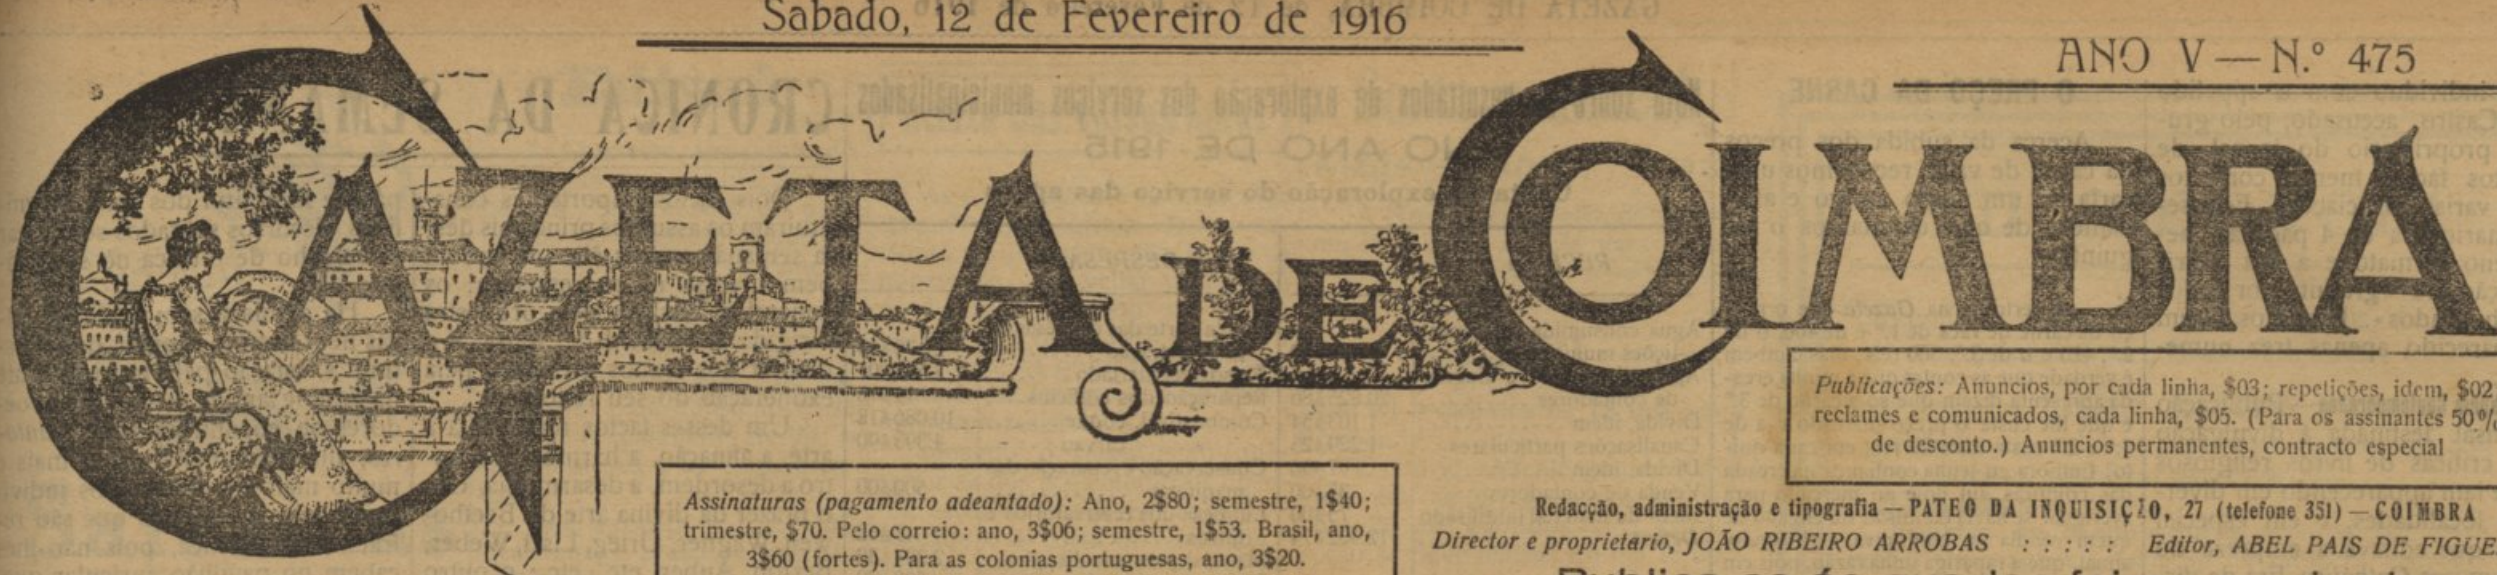 Sabado, 12 de Fevereiro de 1916
ANO V — N.º 475
GAZETA DE COIMBRA
Publicações: Anuncios, por cada linha, $03; repetições, idem, $02
reclames e comunicados, cada linha, $05. (Para os assinantes 50%
de desconto.) Anuncios permanentes, contracto especial
Assinaturas (pagamento adeantado): Ano, 2$80; semestre, 1$40;
trimestre, $70. Pelo correio: ano, 3$06; semestre, 1$53. Brasil, ano,
3$60 (fortes). Para as colonias portuguesas, ano, 3$20.
Redacção, administração e tipografia — PATEO DA INQUISIÇÃO, 27 (telefone 351) — COIMBRA
Director e proprietario, JOÃO RIBEIRO ARROBAS : : : : : Editor, ABEL PAIS DE FIGUE